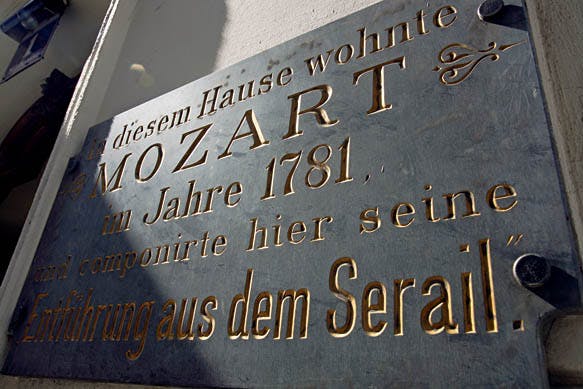 In diesem Hause wohnte
MOZART
im Jahre 1781,
und componirte hier seine
„Entführung aus dem Serail.”